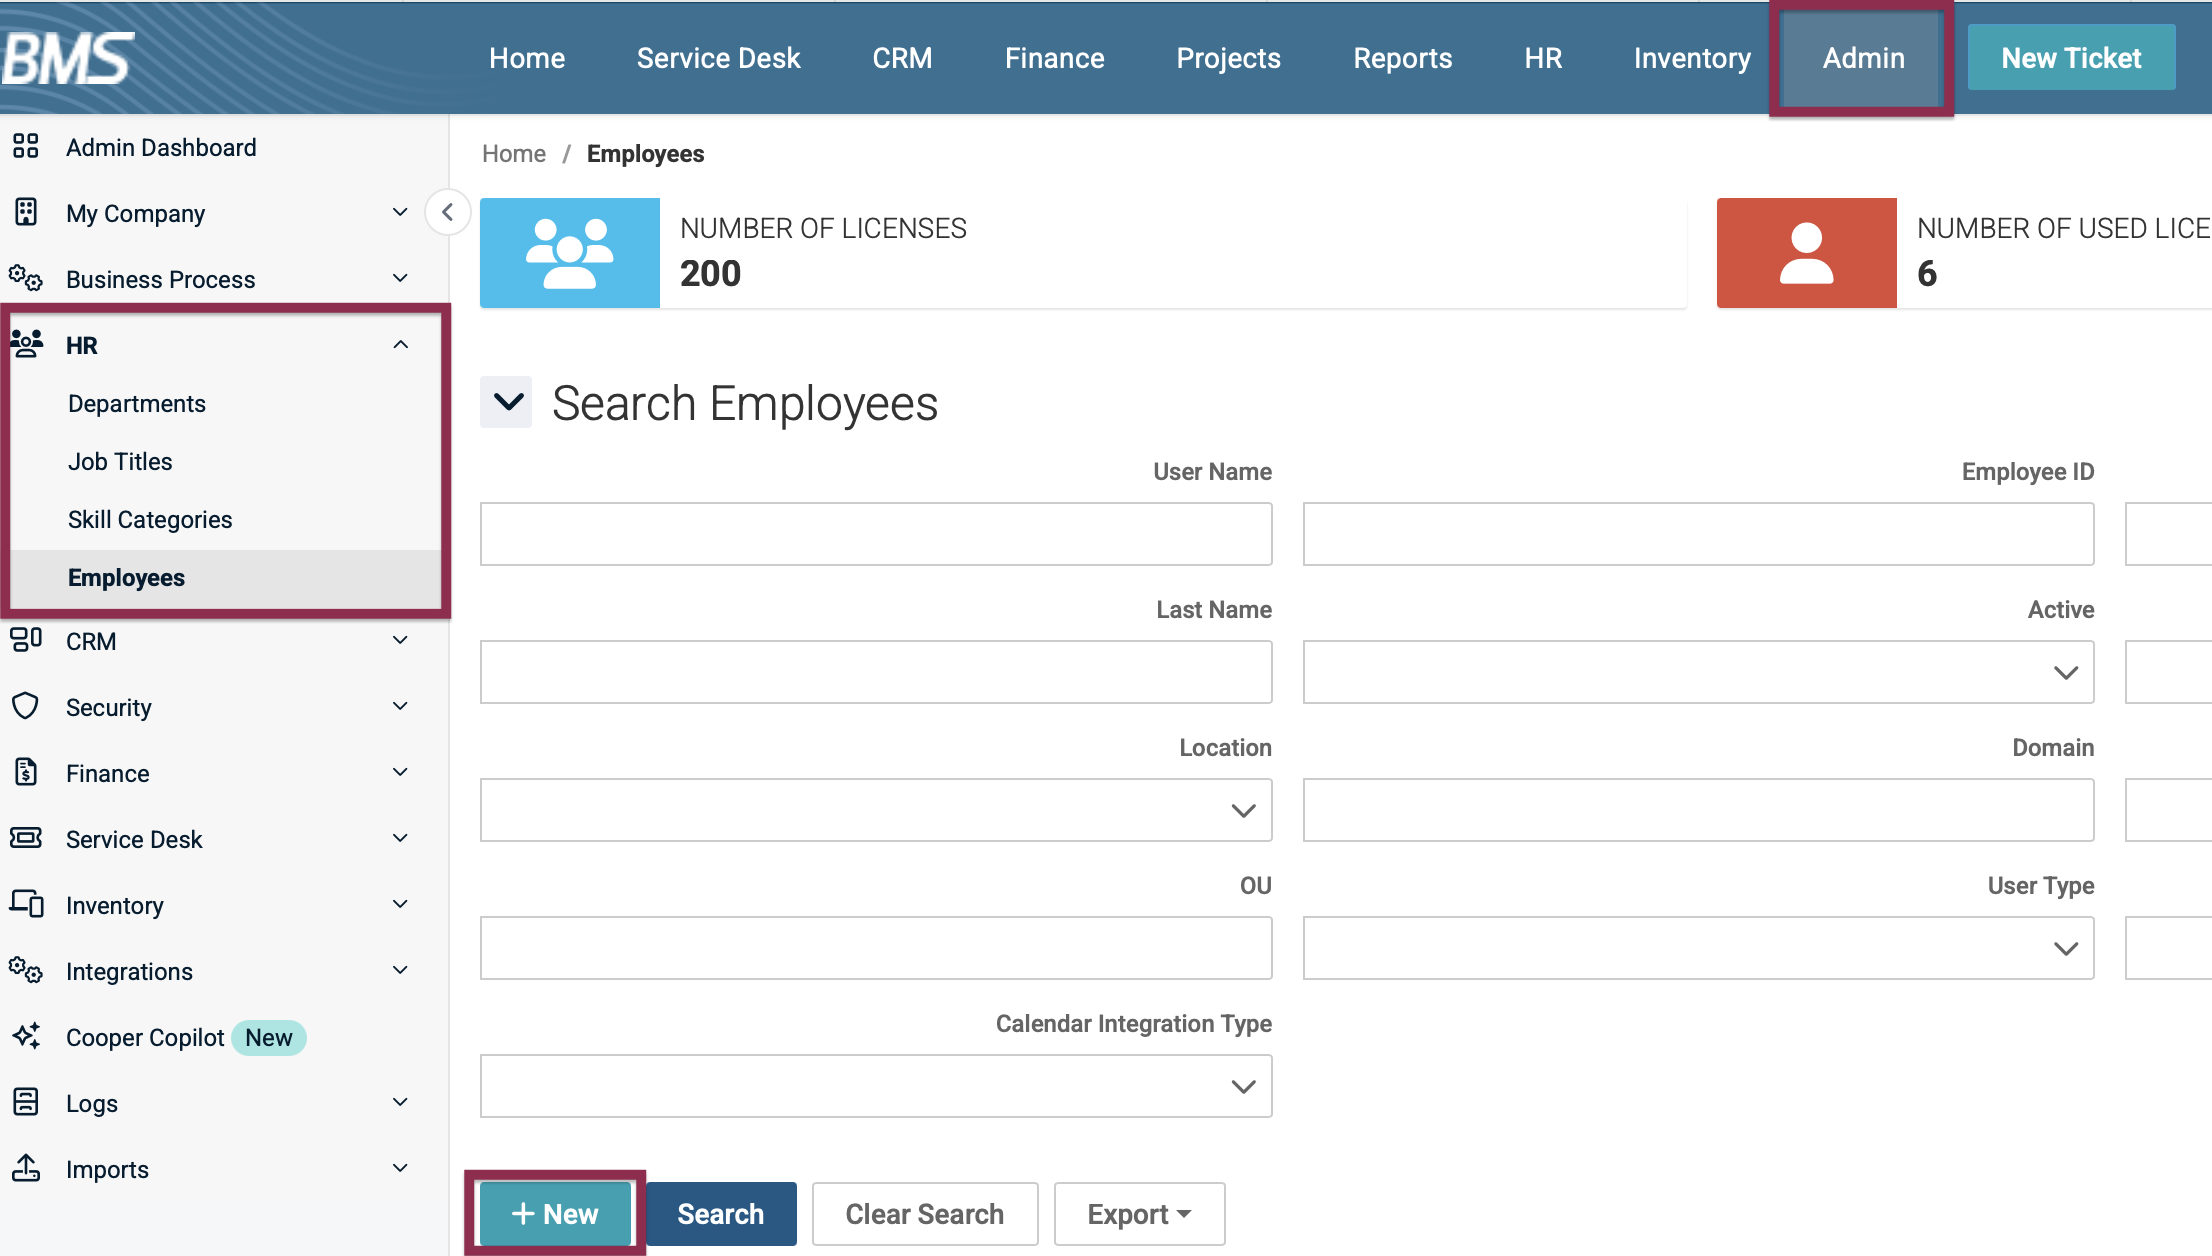 BMS
Home Service Desk CRM Finance Projects Reports HR Inventory Admin New Ticket
Admin Dashboard
My Company
Business Process
HR
Departments
Job Titles
Skill Categories
Employees
CRM
Security
Finance
Service Desk
Inventory
Integrations
Cooper Copilot New
Logs
Imports
Home / Employees
NUMBER OF LICENSES
200
NUMBER OF USED LICE
6
Search Employees
User Name Employee ID
Last Name Active
Location Domain
OU User Type
Calendar Integration Type
+ New Search Clear Search Export